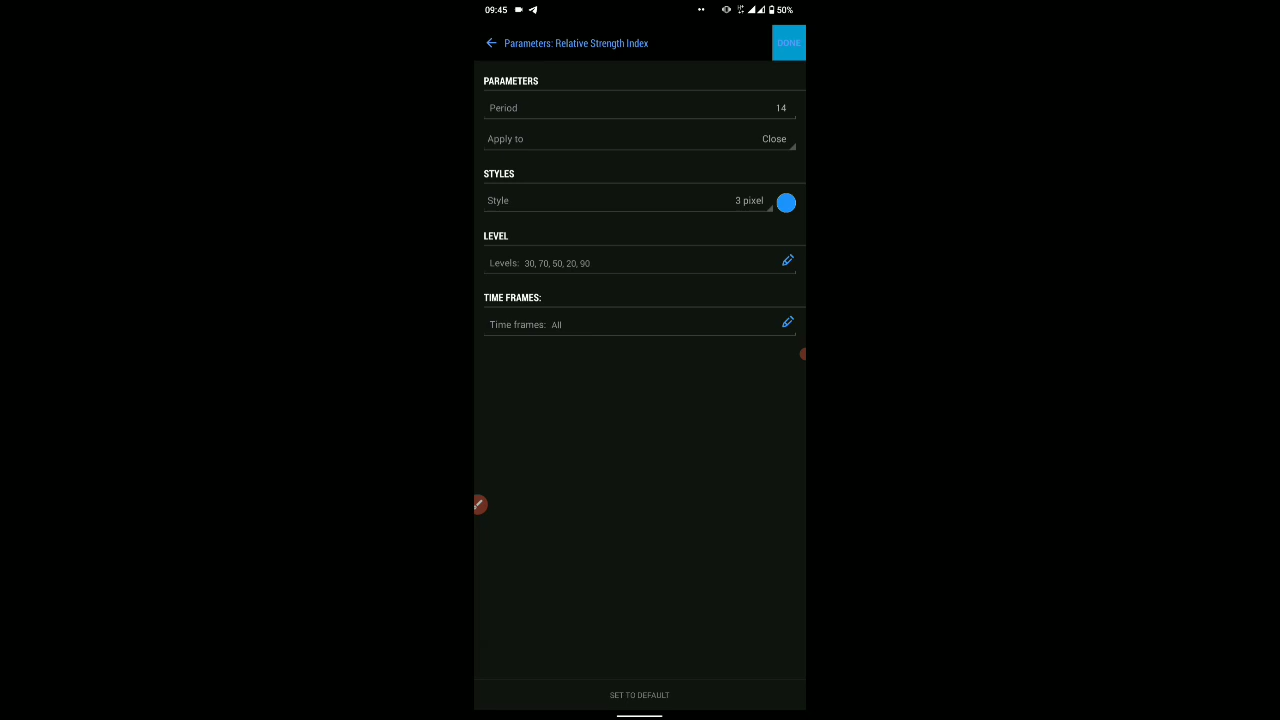 09:45 50%
Parameters: Relative Strength Index DONE
PARAMETERS
Period 14
Apply to Close
STYLES
Style 3 pixel
LEVEL
Levels: 30, 70, 50, 20, 90
TIME FRAMES:
Time frames: All
SET TO DEFAULT